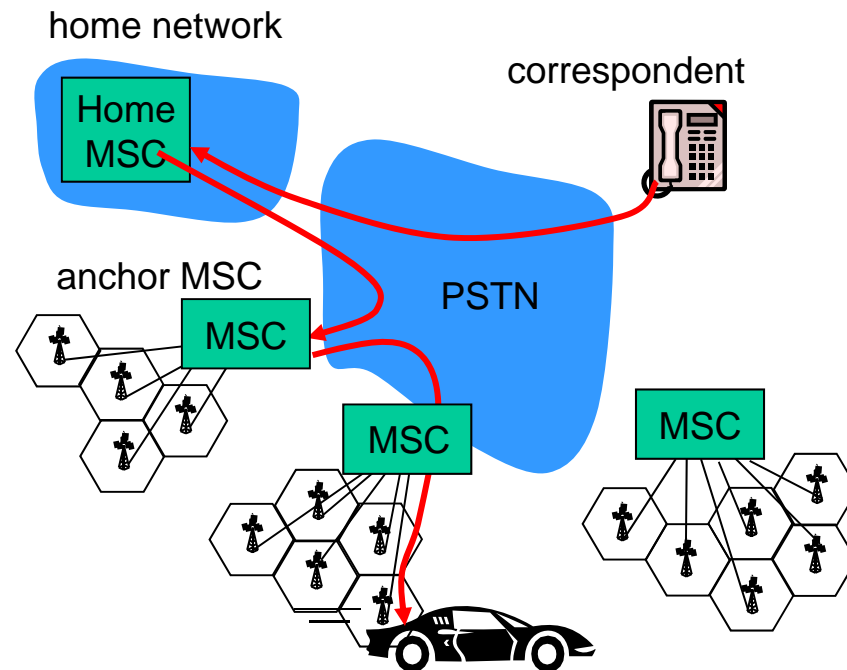 home network
correspondent
Home
MSC
anchor MSC
PSTN
MSC
MSC
MSC